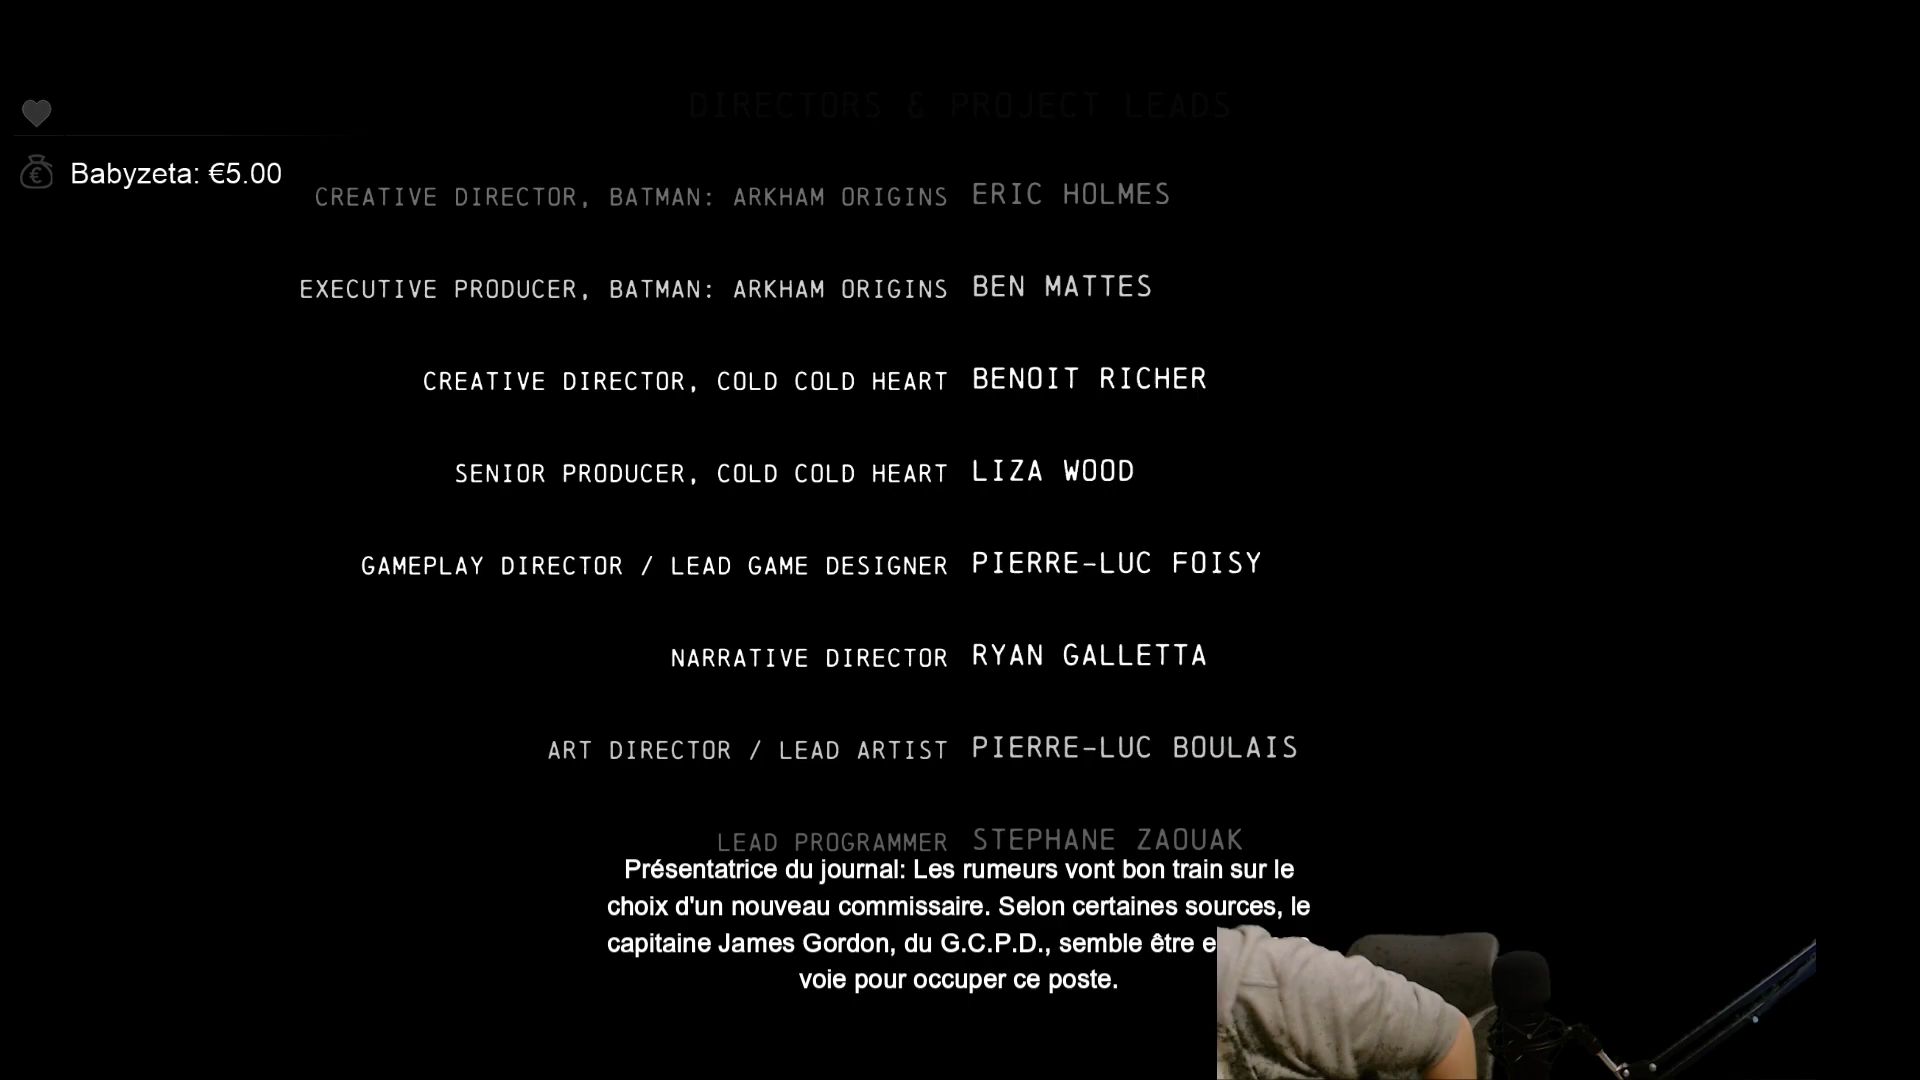 DIRECTORS & PROJECT LEADS
Babyzeta: €5.00
CREATIVE DIRECTOR, BATMAN: ARKHAM ORIGINS ERIC HOLMES
EXECUTIVE PRODUCER, BATMAN: ARKHAM ORIGINS BEN MATTES
CREATIVE DIRECTOR, COLD COLD HEART BENOIT RICHER
SENIOR PRODUCER, COLD COLD HEART LIZA WOOD
GAMEPLAY DIRECTOR / LEAD GAME DESIGNER PIERRE-LUC FOISY
NARRATIVE DIRECTOR RYAN GALLETTA
ART DIRECTOR / LEAD ARTIST PIERRE-LUC BOULAIS
LEAD PROGRAMMER STEPHANE ZAOUAK
Présentatrice du journal: Les rumeurs vont bon train sur le
choix d'un nouveau commissaire. Selon certaines sources, le
capitaine James Gordon, du G.C.P.D., semble être
voie pour occuper ce poste.